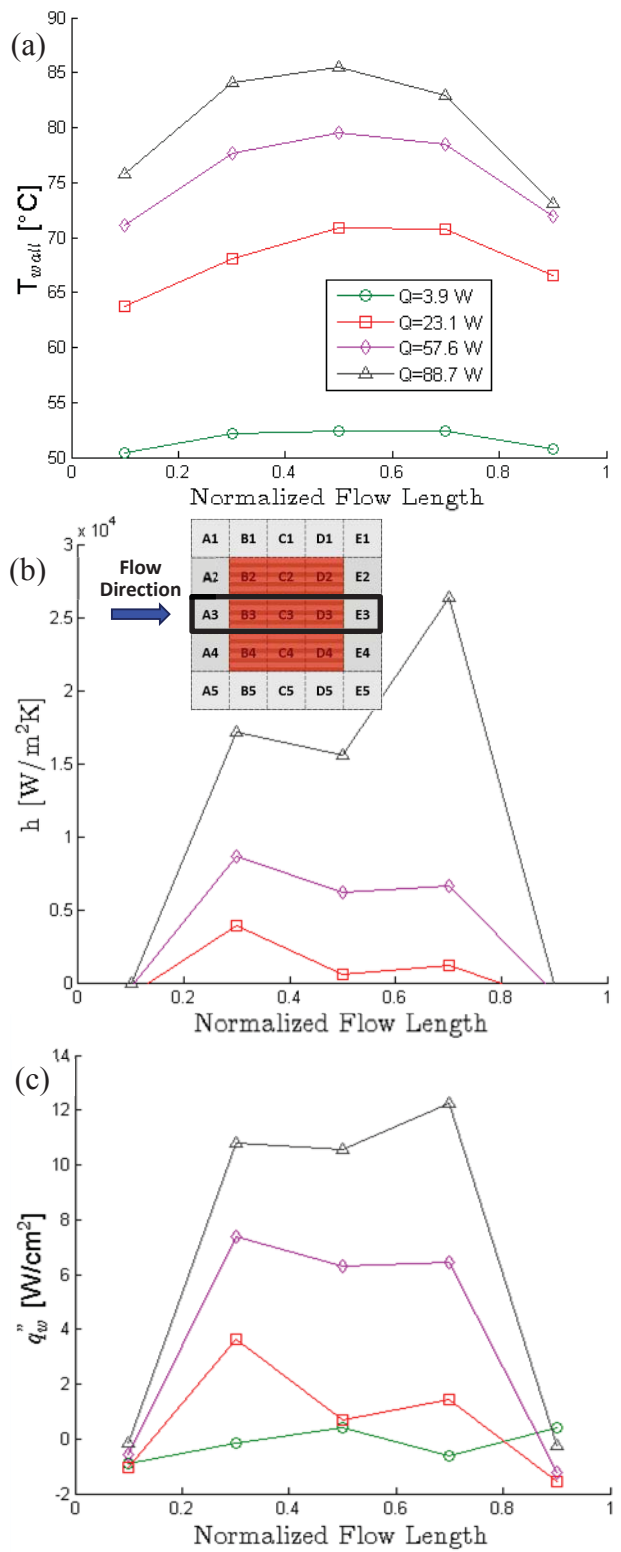 (a)
90
85
80
75
70
65
60
55
50
T_wall [°C]
Q=3.9 W
Q=23.1 W
Q=57.6 W
Q=88.7 W
0 0.2 0.4 0.6 0.8 1
Normalized Flow Length
(b)
x 10^4
3
2.5
2
1.5
1
0.5
0
h [W/m²K]
Flow
Direction
A1 B1 C1 D1 E1
A2 B2 C2 D2 E2
A3 B3 C3 D3 E3
A4 B4 C4 D4 E4
A5 B5 C5 D5 E5
0 0.2 0.4 0.6 0.8 1
Normalized Flow Length
(c)
14
12
10
8
6
4
2
0
-2
q''_w [W/cm²]
0 0.2 0.4 0.6 0.8 1
Normalized Flow Length